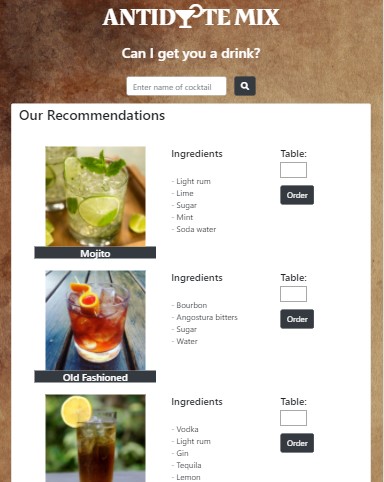 ANTIDOTE MIX
Can I get you a drink?
Enter name of cocktail
Our Recommendations
Ingredients
- Light rum
- Lime
- Sugar
- Mint
- Soda water
Table:
Order
Mojito
Ingredients
- Bourbon
- Angostura bitters
- Sugar
- Water
Table:
Order
Old Fashioned
Ingredients
- Vodka
- Light rum
- Gin
- Tequila
- Lemon
Table:
Order